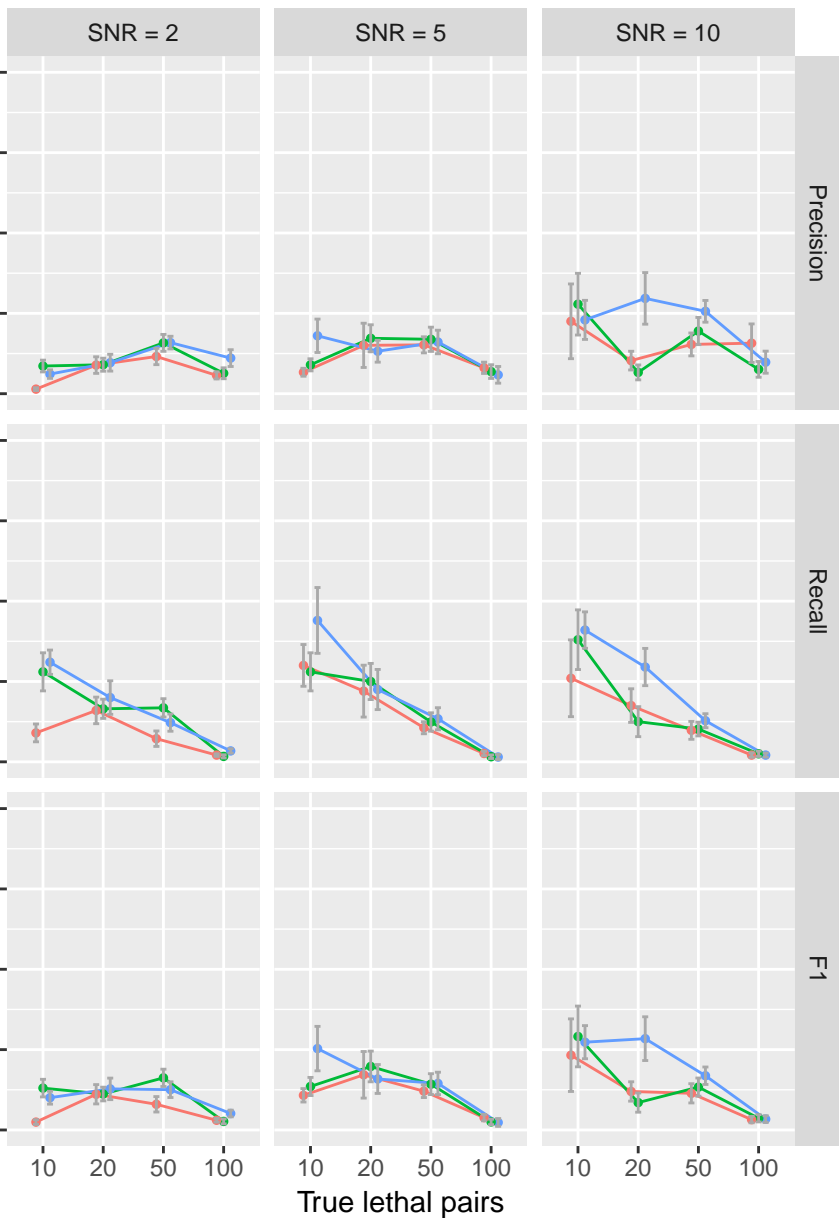 SNR = 2 SNR = 5 SNR = 10
Precision
Recall
F1
10 20 50 100 10 20 50 100 10 20 50 100
True lethal pairs